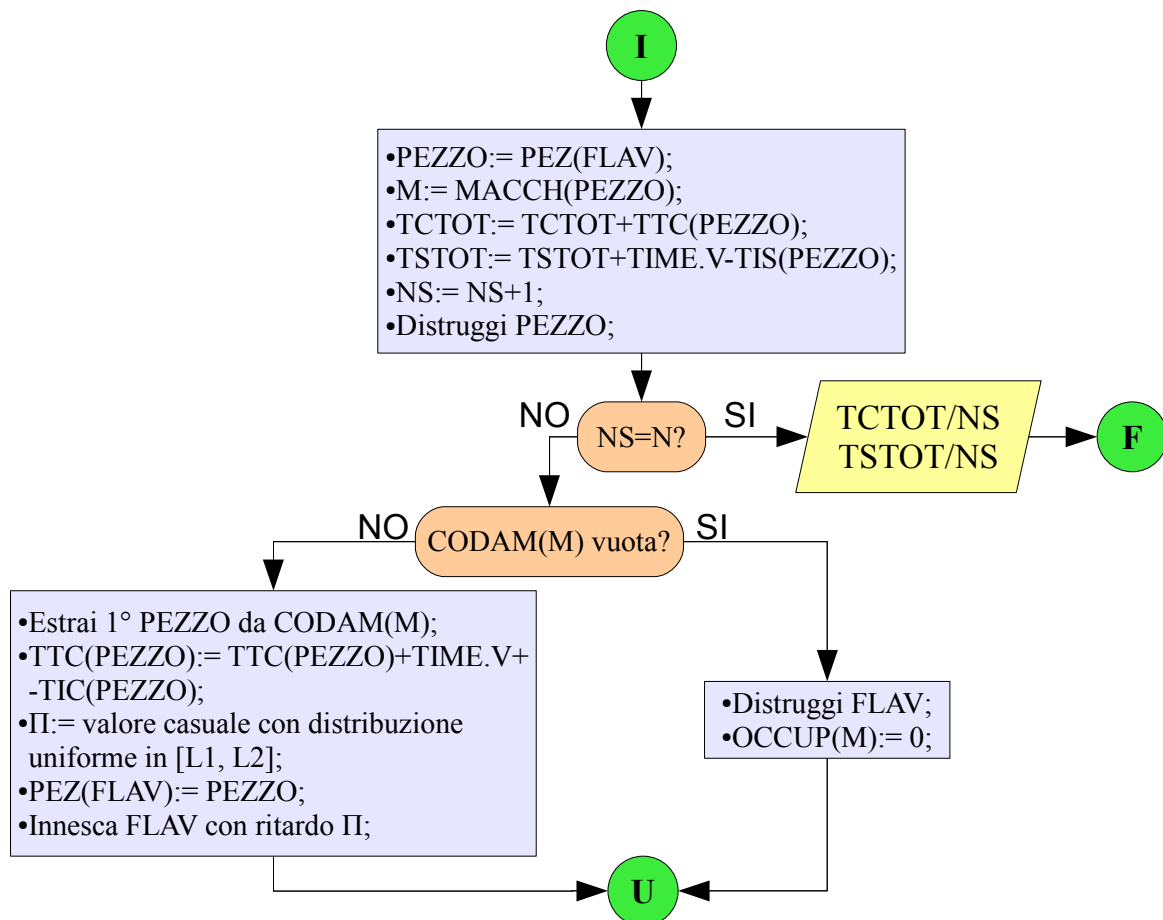 I
•PEZZO:= PEZ(FLAV);
•M:= MACCH(PEZZO);
•TCTOT:= TCTOT+TTC(PEZZO);
•TSTOT:= TSTOT+TIME.V-TIS(PEZZO);
•NS:= NS+1;
•Distruggi PEZZO;
NO
NS=N?
SI
TCTOT/NS
TSTOT/NS
F
NO
CODAM(M) vuota?
SI
•Estrai 1° PEZZO da CODAM(M);
•TTC(PEZZO):= TTC(PEZZO)+TIME.V+
-TIC(PEZZO);
•Π:= valore casuale con distribuzione
uniforme in [L1, L2];
•PEZ(FLAV):= PEZZO;
•Innesca FLAV con ritardo Π;
•Distruggi FLAV;
•OCCUP(M):= 0;
U